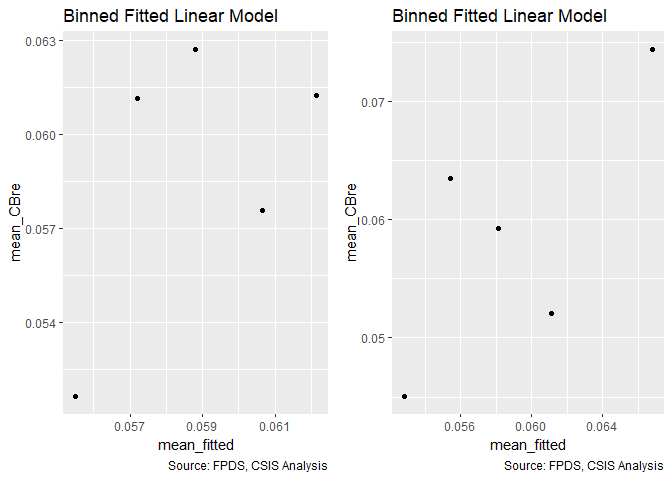 Binned Fitted Linear Model
mean_CBre
0.063
0.060
0.057
0.054
0.057
0.059
0.061
mean_fitted
Source: FPDS, CSIS Analysis
Binned Fitted Linear Model
mean_CBre
0.07
0.06
0.05
0.056
0.060
0.064
mean_fitted
Source: FPDS, CSIS Analysis